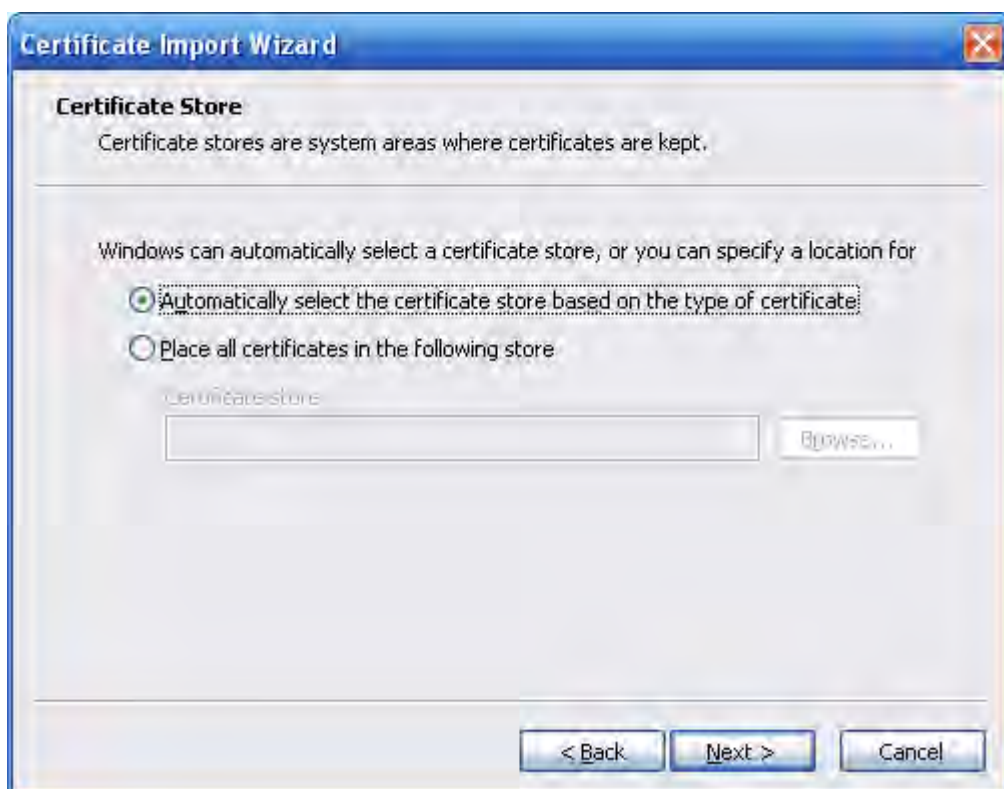 Certificate Import Wizard
Certificate Store
Certificate stores are system areas where certificates are kept.
Windows can automatically select a certificate store, or you can specify a location for
Automatically select the certificate store based on the type of certificate
Place all certificates in the following store
Certificate store
Browse...
< Back Next > Cancel